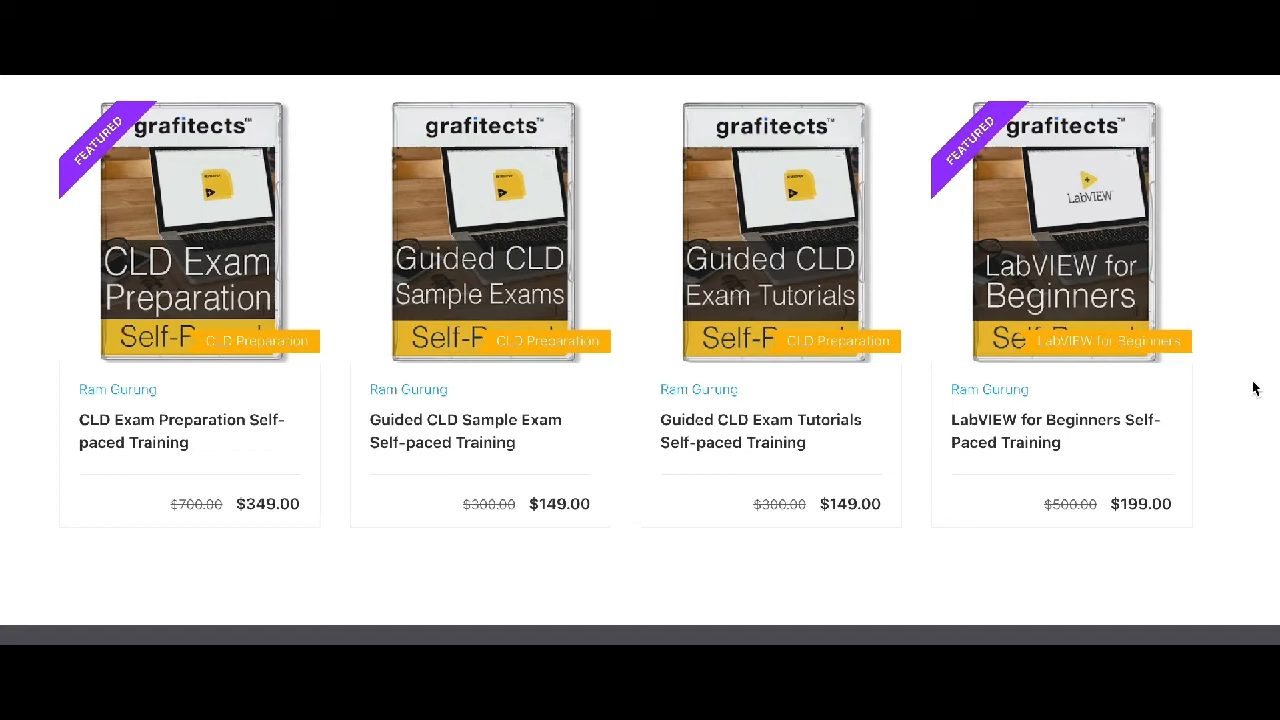 FEATURED
grafitects™
CLD Exam
Preparation
CLD Preparation
Ram Gurung
CLD Exam Preparation Self-
paced Training
$700.00 $349.00
grafitects™
Guided CLD
Sample Exams
CLD Preparation
Ram Gurung
Guided CLD Sample Exam
Self-paced Training
$300.00 $149.00
grafitects™
Guided CLD
Exam Tutorials
CLD Preparation
Ram Gurung
Guided CLD Exam Tutorials
Self-paced Training
$300.00 $149.00
FEATURED
grafitects™
LabVIEW
LabVIEW for
Beginners
LabVIEW for Beginners
Ram Gurung
LabVIEW for Beginners Self-
Paced Training
$500.00 $199.00